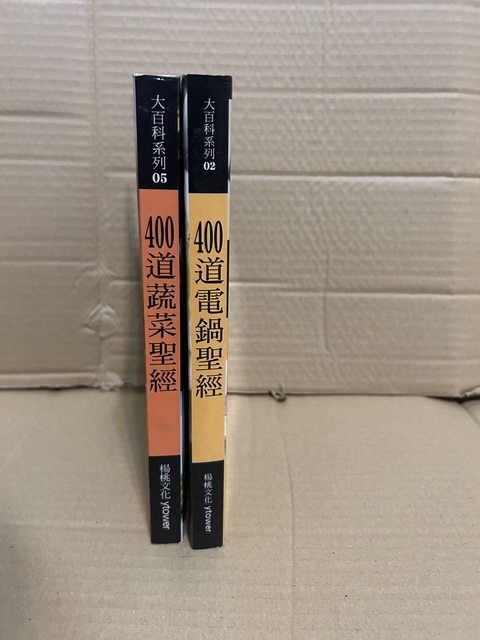 大百科系列 05
400道蔬菜聖經
楊桃文化 ytower
大百科系列 02
400道電鍋聖經
楊桃文化 ytower